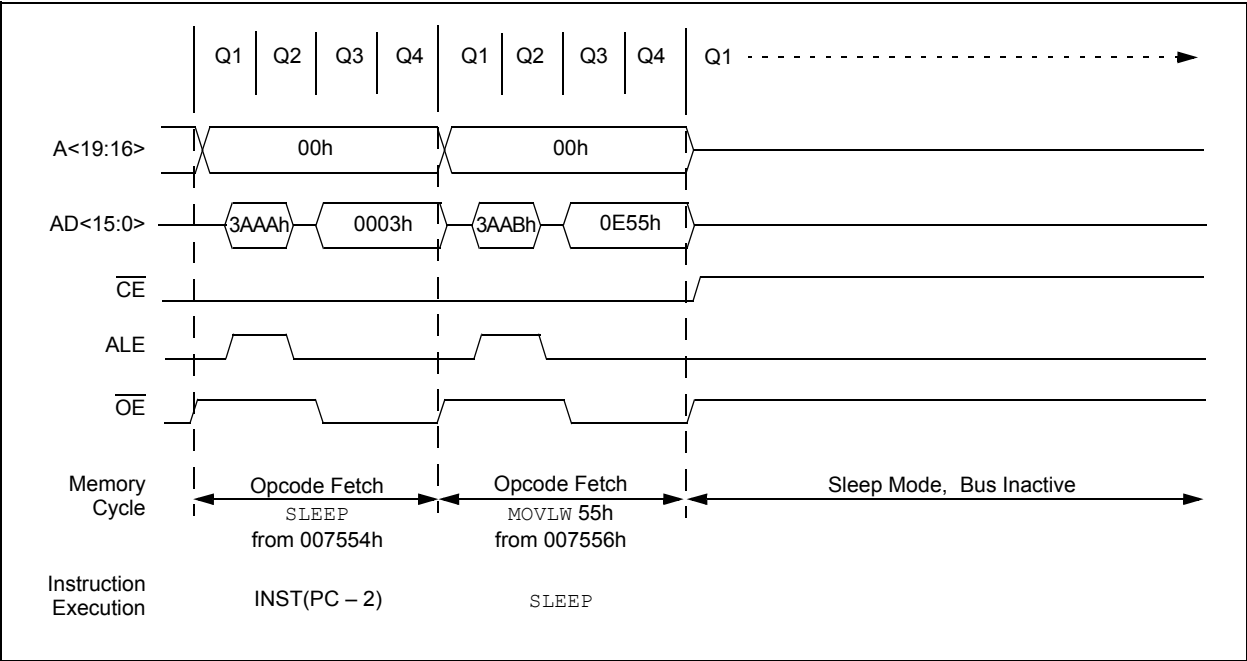 Q1 Q2 Q3 Q4 Q1 Q2 Q3 Q4 Q1
A<19:16> 00h 00h
AD<15:0> 3AAAh 0003h 3AABh 0E55h
CE
ALE
OE
Memory Cycle
Opcode Fetch
SLEEP
from 007554h
Opcode Fetch
MOVLW 55h
from 007556h
Sleep Mode, Bus Inactive
Instruction Execution
INST(PC – 2)
SLEEP